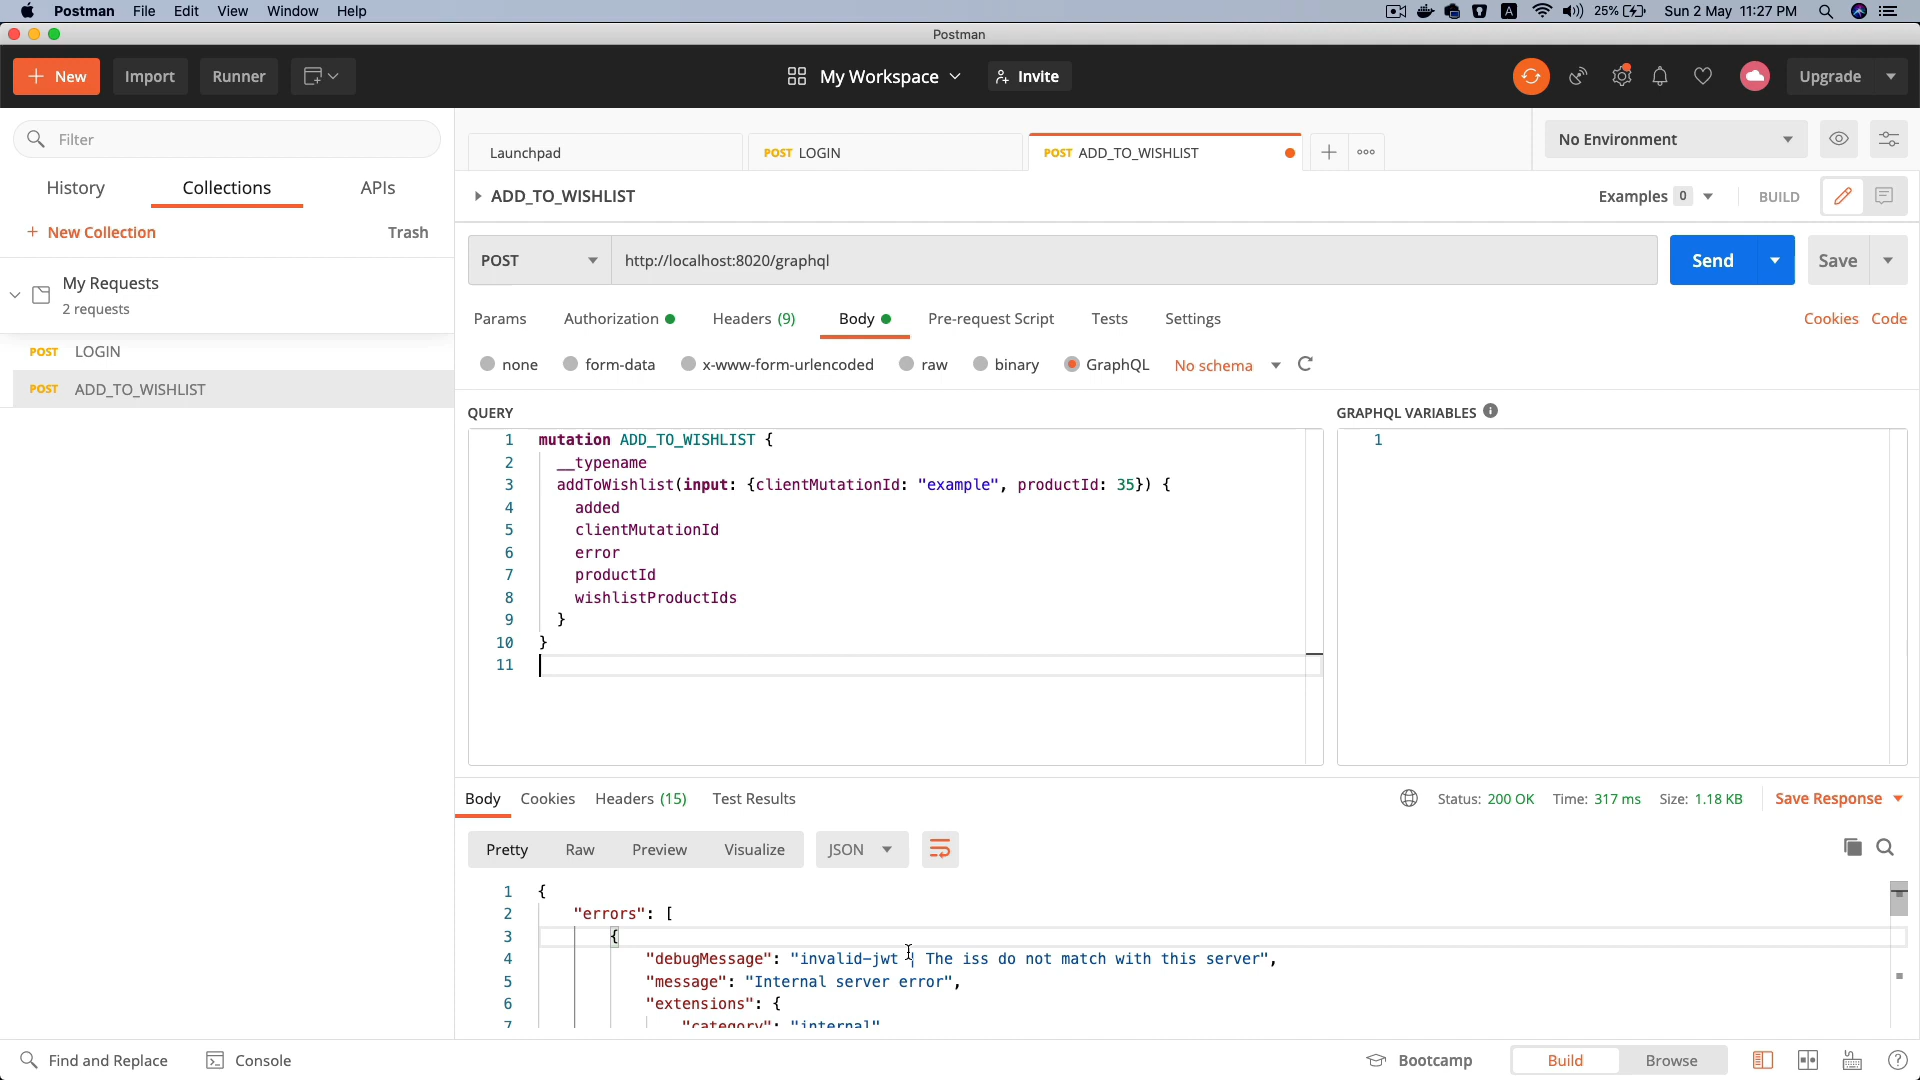 Postman File Edit View Window Help
A 25% Sun 2 May 11:27 PM
Postman
New Import Runner
My Workspace Invite Upgrade
Filter
History Collections APIs
+ New Collection Trash
My Requests
2 requests
POST LOGIN
POST ADD_TO_WISHLIST
Launchpad
POST LOGIN
POST ADD_TO_WISHLIST
No Environment
ADD_TO_WISHLIST
Examples 0 BUILD
POST http://localhost:8020/graphql Send Save
Params Authorization Headers (9) Body Pre-request Script Tests Settings Cookies Code
none form-data x-www-form-urlencoded raw binary GraphQL No schema
QUERY
1 mutation ADD_TO_WISHLIST {
2 __typename
3 addToWishlist(input: {clientMutationId: "example", productId: 35}) {
4 added
5 clientMutationId
6 error
7 productId
8 wishlistProductIds
9 }
10 }
11
GRAPHQL VARIABLES
1
Body Cookies Headers (15) Test Results
Status: 200 OK Time: 317 ms Size: 1.18 KB Save Response
Pretty Raw Preview Visualize JSON
1 {
2 "errors": [
3 {
4 "debugMessage": "invalid-jwt | The iss do not match with this server",
5 "message": "Internal server error",
6 "extensions": {
7 "category": "internal"
Find and Replace Console
Bootcamp Build Browse